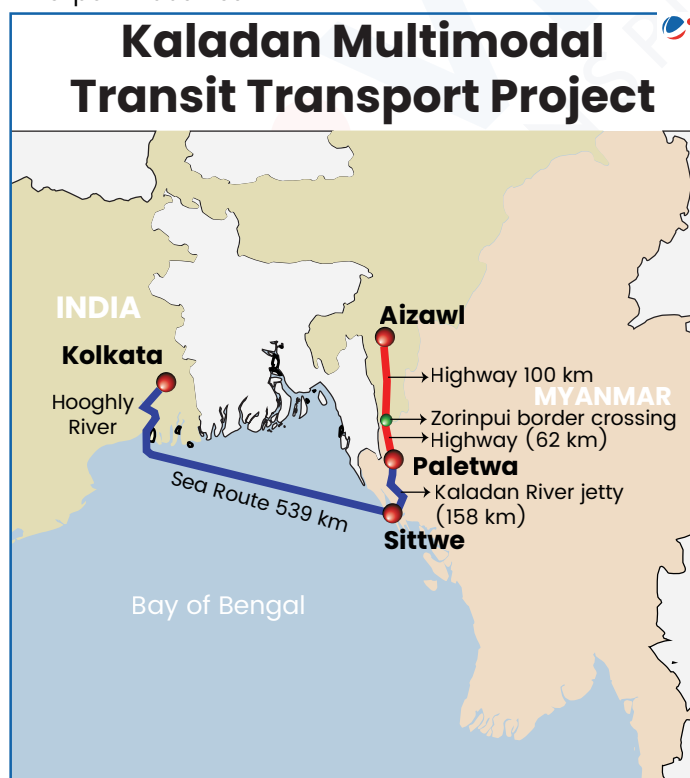 Kaladan Multimodal
Transit Transport Project
INDIA
Aizawl
Kolkata
Highway 100 km
MYANMAR
Hooghly
River
Zorinpui border crossing
Highway (62 km)
Paletwa
Kaladan River jetty
(158 km)
Sea Route 539 km
Sittwe
Bay of Bengal